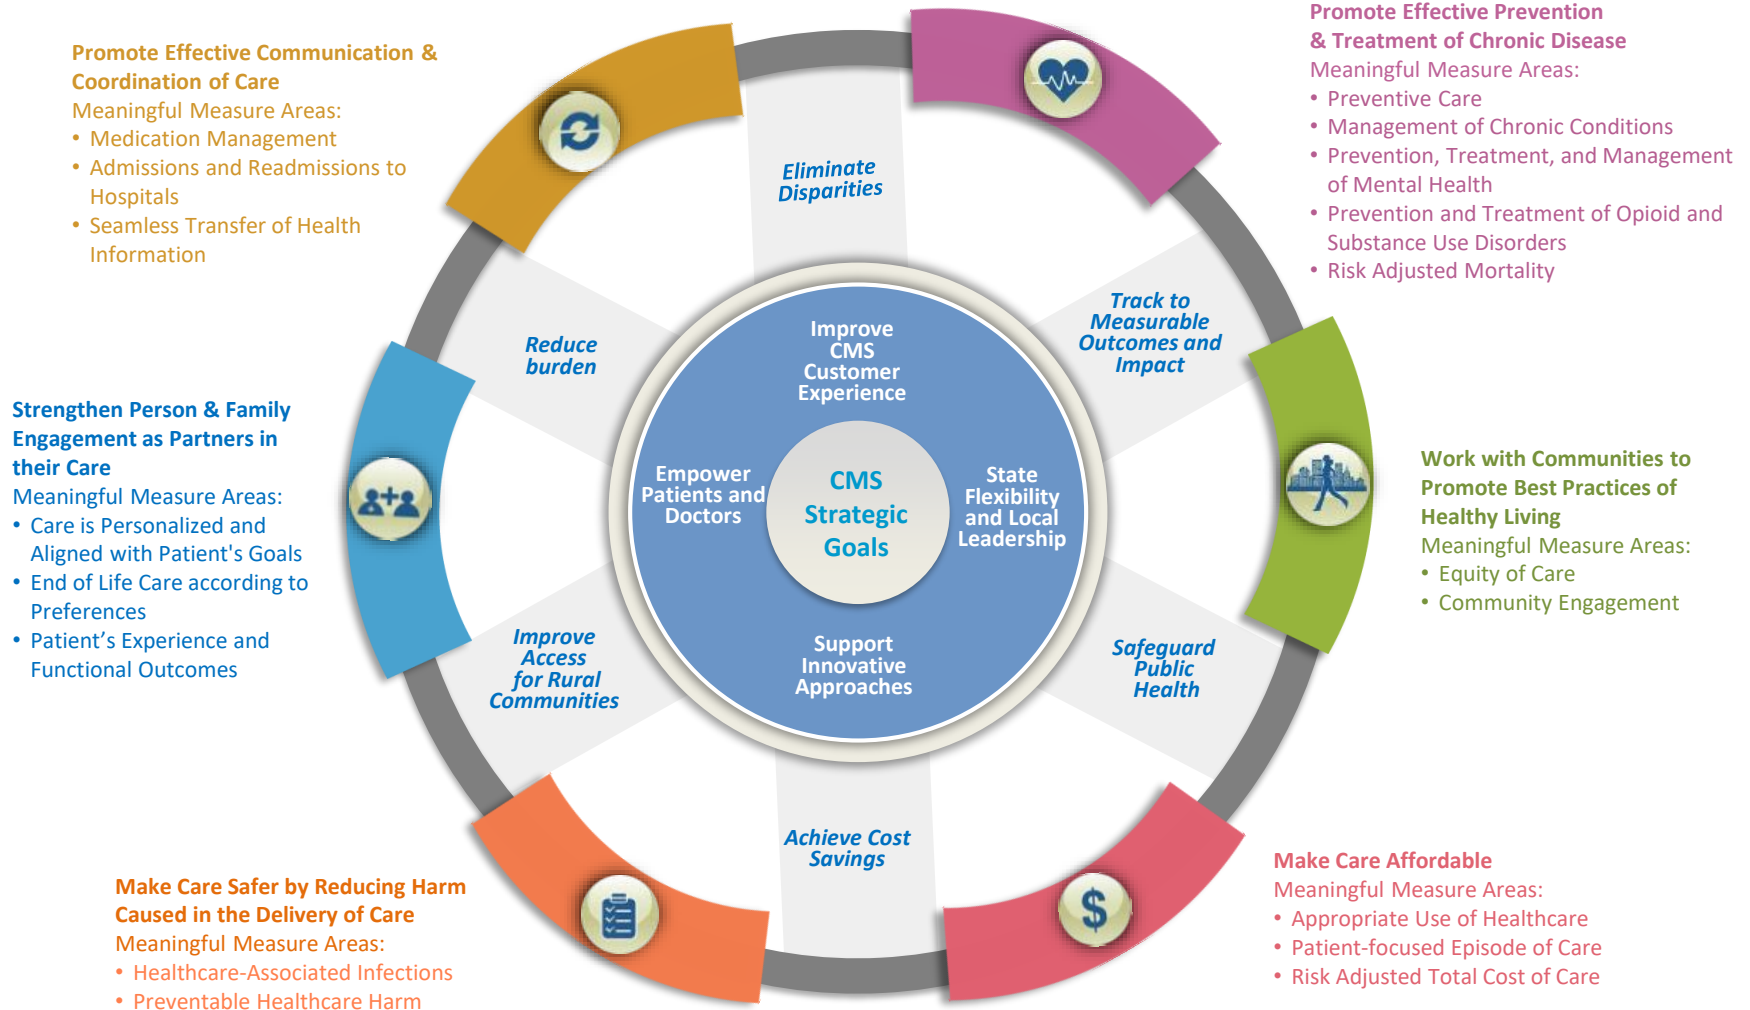 Promote Effective Communication &
Coordination of Care
Meaningful Measure Areas:
• Medication Management
• Admissions and Readmissions to
Hospitals
• Seamless Transfer of Health
Information
Promote Effective Prevention
& Treatment of Chronic Disease
Meaningful Measure Areas:
• Preventive Care
• Management of Chronic Conditions
• Prevention, Treatment, and Management
of Mental Health
• Prevention and Treatment of Opioid and
Substance Use Disorders
• Risk Adjusted Mortality
Strengthen Person & Family
Engagement as Partners in
their Care
Meaningful Measure Areas:
• Care is Personalized and
Aligned with Patient's Goals
• End of Life Care according to
Preferences
• Patient’s Experience and
Functional Outcomes
Eliminate
Disparities
Reduce
burden
Track to
Measurable
Outcomes and
Impact
Improve
CMS
Customer
Experience
Empower
Patients and
Doctors
CMS
Strategic
Goals
State
Flexibility
and Local
Leadership
Support
Innovative
Approaches
Improve
Access
for Rural
Communities
Safeguard
Public
Health
Achieve Cost
Savings
Work with Communities to
Promote Best Practices of
Healthy Living
Meaningful Measure Areas:
• Equity of Care
• Community Engagement
Make Care Safer by Reducing Harm
Caused in the Delivery of Care
Meaningful Measure Areas:
• Healthcare-Associated Infections
• Preventable Healthcare Harm
$
Make Care Affordable
Meaningful Measure Areas:
• Appropriate Use of Healthcare
• Patient-focused Episode of Care
• Risk Adjusted Total Cost of Care